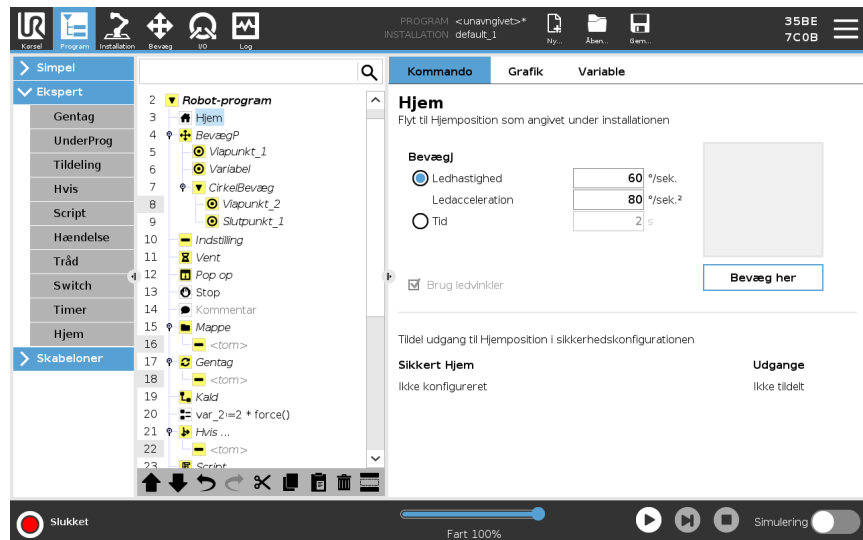 PROGRAM <unavngivet>*
INSTALLATION default_1
35BE
7C0B
Kørsel
Program
Installation
Bevæg
I/O
Log
Ny...
Åben...
Gem...
Simpel
Ekspert
Gentag
UnderProg
Tildeling
Hvis
Script
Hændelse
Tråd
Switch
Timer
Hjem
Skabeloner
2 Robot-program
3 Hjem
4 BevægP
5 Viapunkt_1
6 Variabel
7 CirkelBevæg
8 Viapunkt_2
9 Slutpunkt_1
10 Indstilling
11 Vent
12 Pop op
13 Stop
14 Kommentar
15 Mappe
16 <tom>
17 Gentag
18 <tom>
19 Kald
20 var_2≔2 * force()
21 Hvis ...
22 <tom>
23 Script
Kommando Grafik Variable
Hjem
Flyt til Hjemposition som angivet under installationen
BevægJ
Ledhastighed 60 °/sek.
Ledacceleration 80 °/sek.²
Tid 2 s
Bevæg her
Brug ledvinkler
Tildel udgang til Hjemposition i sikkerhedskonfigurationen
Sikkert Hjem Udgange
Ikke konfigureret Ikke tildelt
Slukket
Fart 100%
Simulering